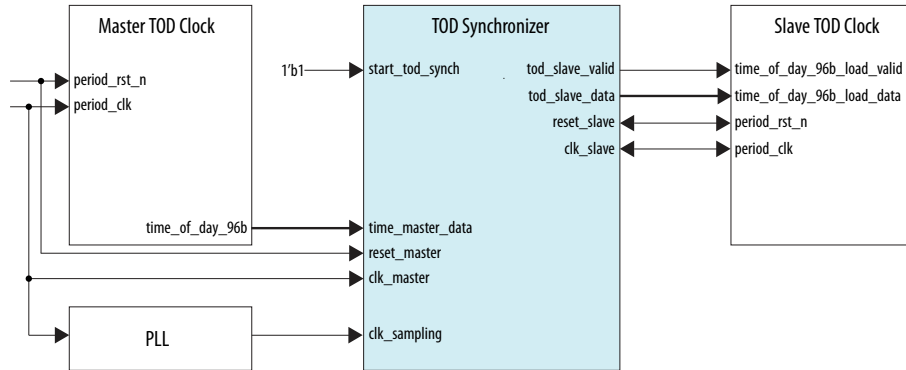 Master TOD Clock
period_rst_n
period_clk
time_of_day_96b
PLL
TOD Synchronizer
1'b1
start_tod_synch
tod_slave_valid
tod_slave_data
reset_slave
clk_slave
time_master_data
reset_master
clk_master
clk_sampling
Slave TOD Clock
time_of_day_96b_load_valid
time_of_day_96b_load_data
period_rst_n
period_clk